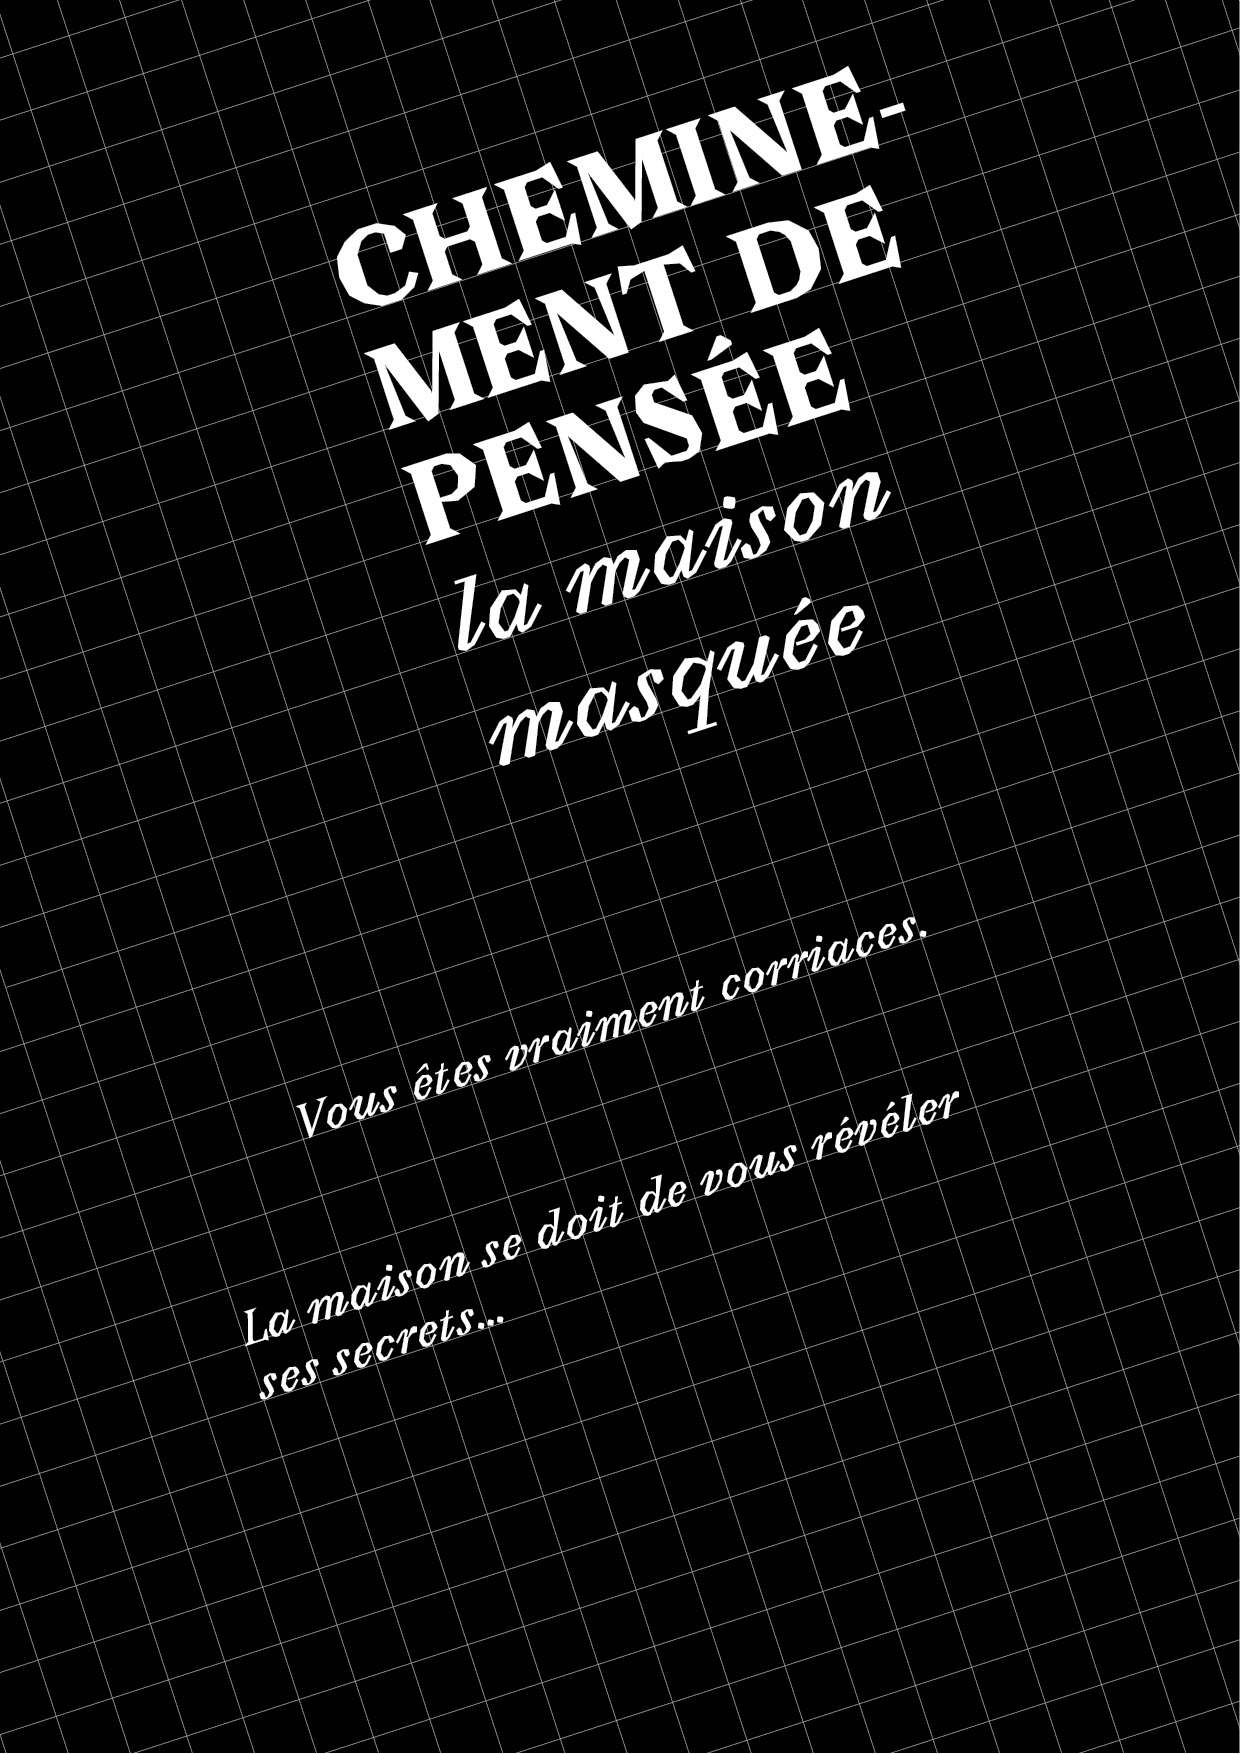 CHEMINE-
MENT DE
PENSÉE
la maison
masquée
Vous êtes vraiment corriaces.
La maison se doit de vous révéler
ses secrets...